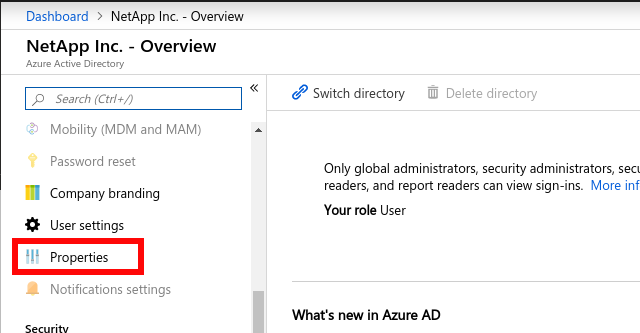 Dashboard > NetApp Inc. - Overview
NetApp Inc. - Overview
Azure Active Directory
Search (Ctrl+/)
«
Mobility (MDM and MAM)
Password reset
Company branding
User settings
Properties
Notifications settings
Security
Switch directory
Delete directory
Only global administrators, security administrators, sec
readers, and report readers can view sign-ins. More inf
Your role User
What's new in Azure AD